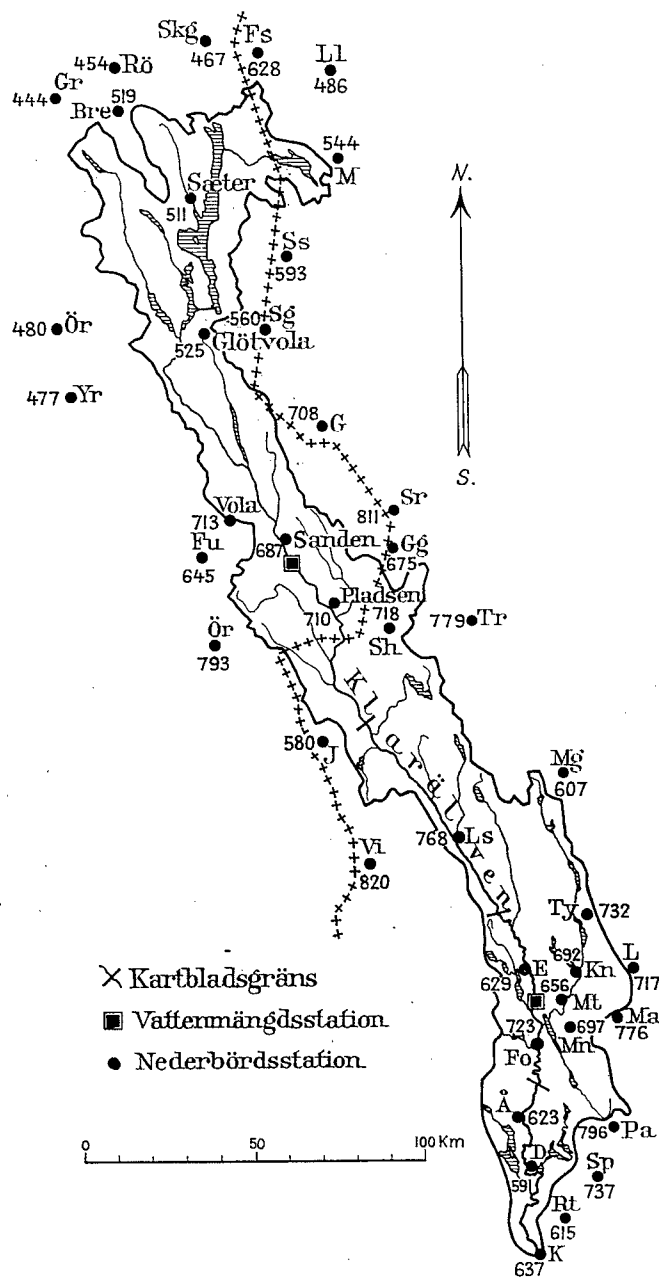 Skg
467
Fs
628
Ll
486
454 Rö
Gr
444
519
Bre
544
M
Sæter
511
Ss
593
N.
S.
480 Ör
560 Sg
525 Glötvola
477 Yr
708 G
Vola
713
Sr
811
Fu
645
687 Sanden
Gg
675
Pladsen
710
718
Sh
779 Tr
Ör
793
Klarälven
580
J
Mg
607
768 Ls
Vi
820
Ty 732
692
Kn
L
717
E
629
656
Mt
Ma
776
697
Mn
723
Fo
Å
623
796 Pa
D
591
Sp
737
Rt
615
K
637
Kartbladsgräns
Vattenmängdsstation
Nederbördsstation
0 50 100 Km